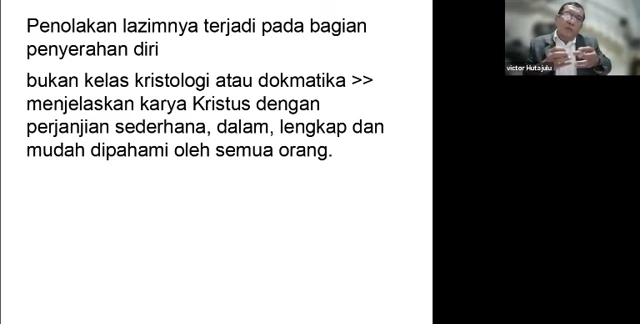 Penolakan lazimnya terjadi pada bagian
penyerahan diri
bukan kelas kristologi atau dokmatika >>
menjelaskan karya Kristus dengan
perjanjian sederhana, dalam, lengkap dan
mudah dipahami oleh semua orang.
victor Hutajulu